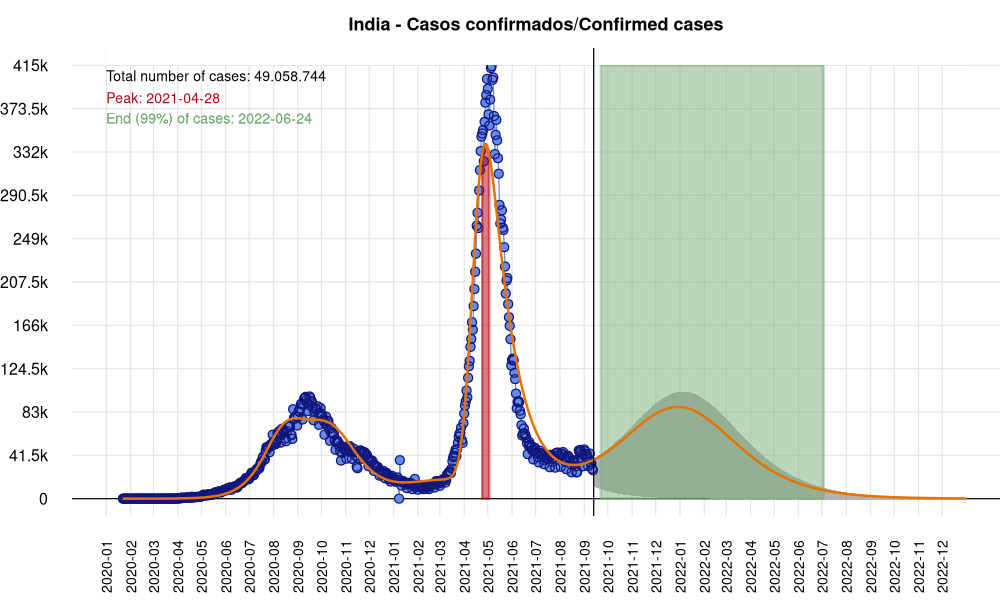 India - Casos confirmados/Confirmed cases
Total number of cases: 49.058.744
Peak: 2021-04-28
End (99%) of cases: 2022-06-24
415k
373.5k
332k
290.5k
249k
207.5k
166k
124.5k
83k
41.5k
0
2020-01
2020-02
2020-03
2020-04
2020-05
2020-06
2020-07
2020-08
2020-09
2020-10
2020-11
2020-12
2021-01
2021-02
2021-03
2021-04
2021-05
2021-06
2021-07
2021-08
2021-09
2021-10
2021-11
2021-12
2022-01
2022-02
2022-03
2022-04
2022-05
2022-06
2022-07
2022-08
2022-09
2022-10
2022-11
2022-12